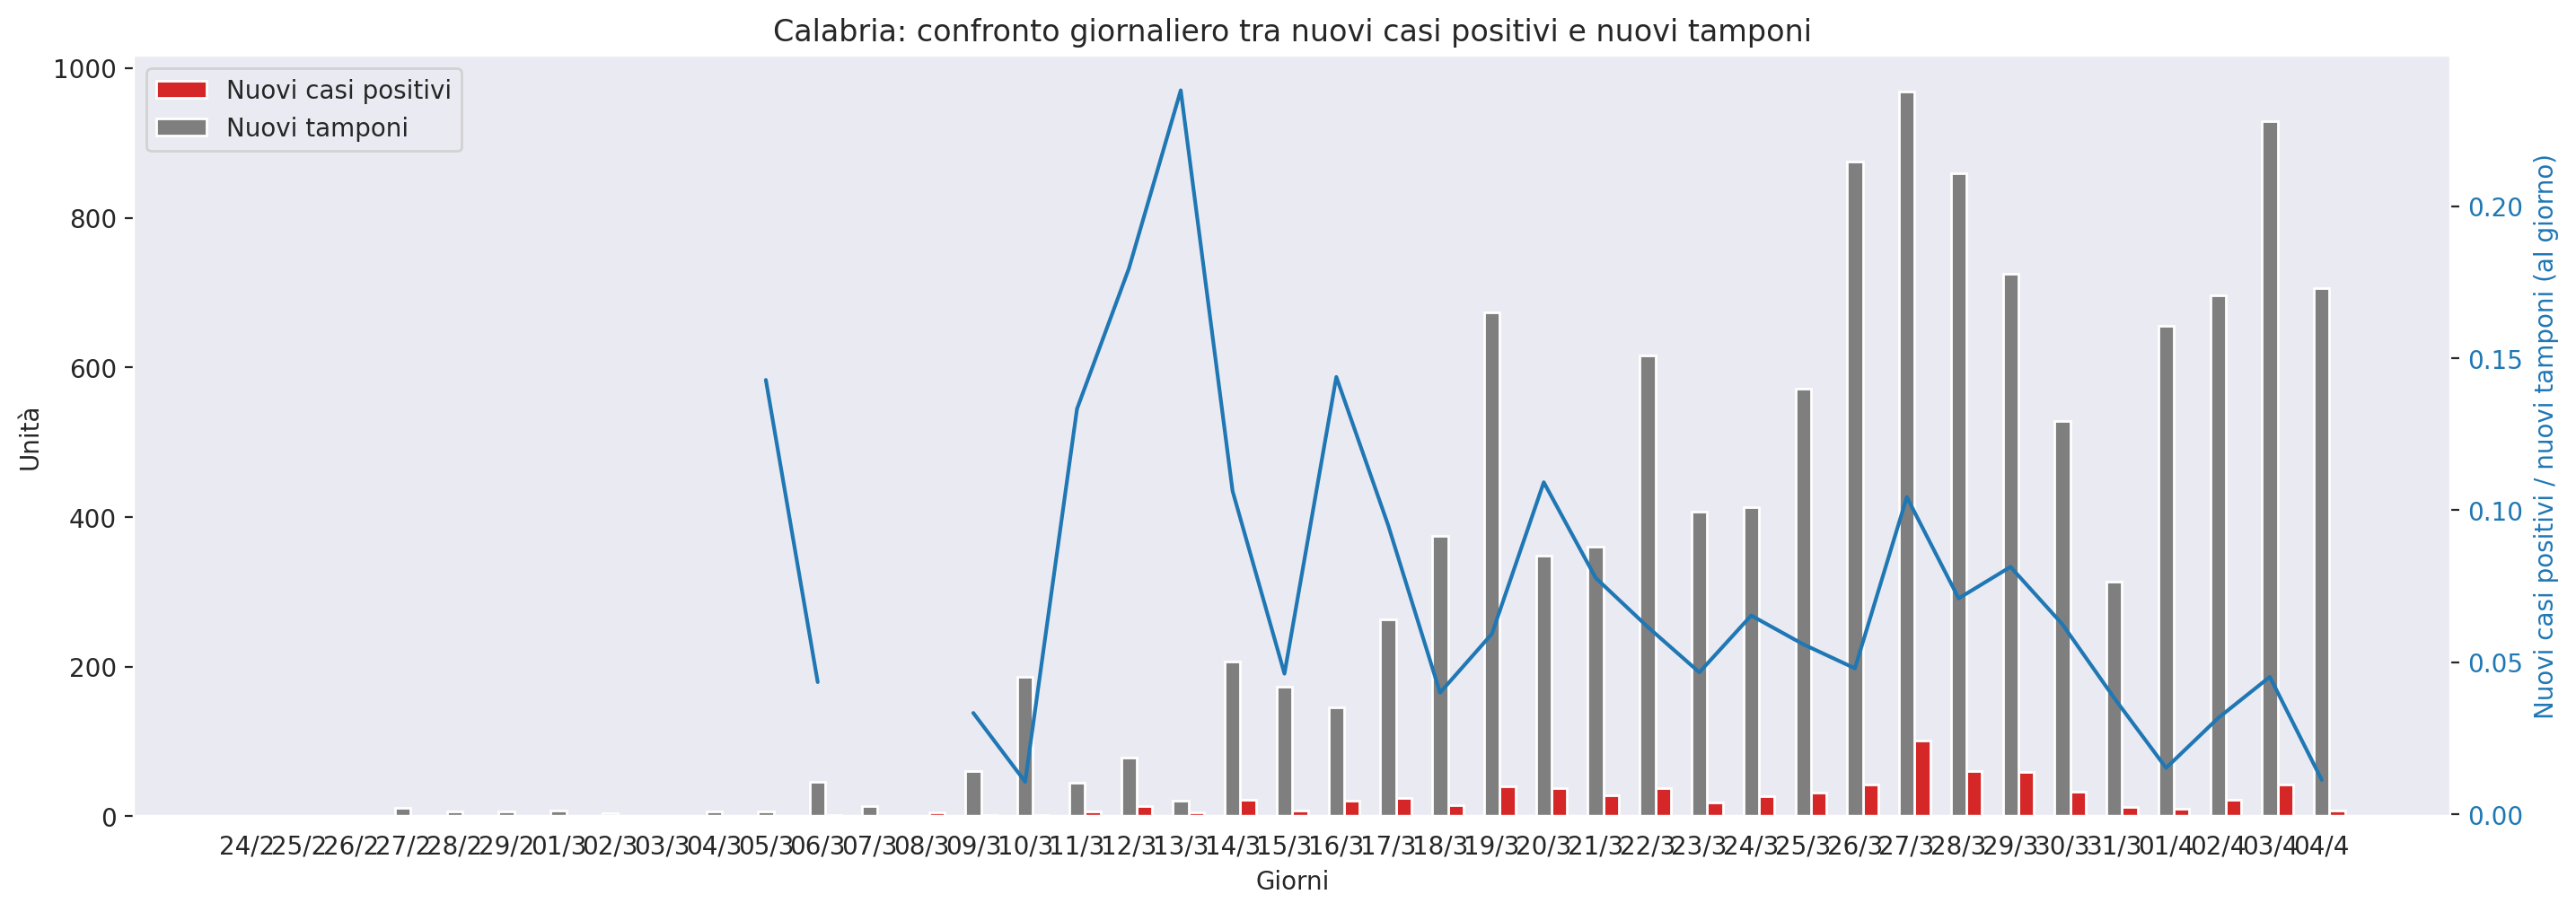 Calabria: confronto giornaliero tra nuovi casi positivi e nuovi tamponi
Nuovi casi positivi
Nuovi tamponi
1000
800
600
400
200
0
Unità
0.20
0.15
0.10
0.05
0.00
Nuovi casi positivi / nuovi tamponi (al giorno)
24/2 25/2 26/2 27/2 28/2 29/2 01/3 02/3 03/3 04/3 05/3 06/3 07/3 08/3 09/3 10/3 11/3 12/3 13/3 14/3 15/3 16/3 17/3 18/3 19/3 20/3 21/3 22/3 23/3 24/3 25/3 26/3 27/3 28/3 29/3 30/3 31/3 01/4 02/4 03/4 04/4
Giorni